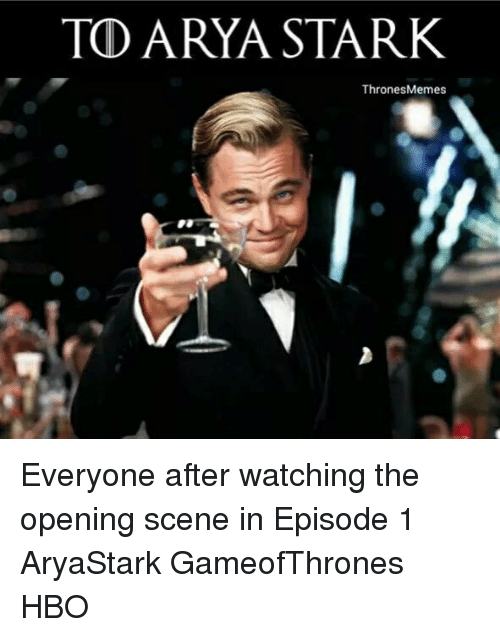 TO ARYA STARK
ThronesMemes
Everyone after watching the
opening scene in Episode 1
AryaStark GameofThrones
HBO